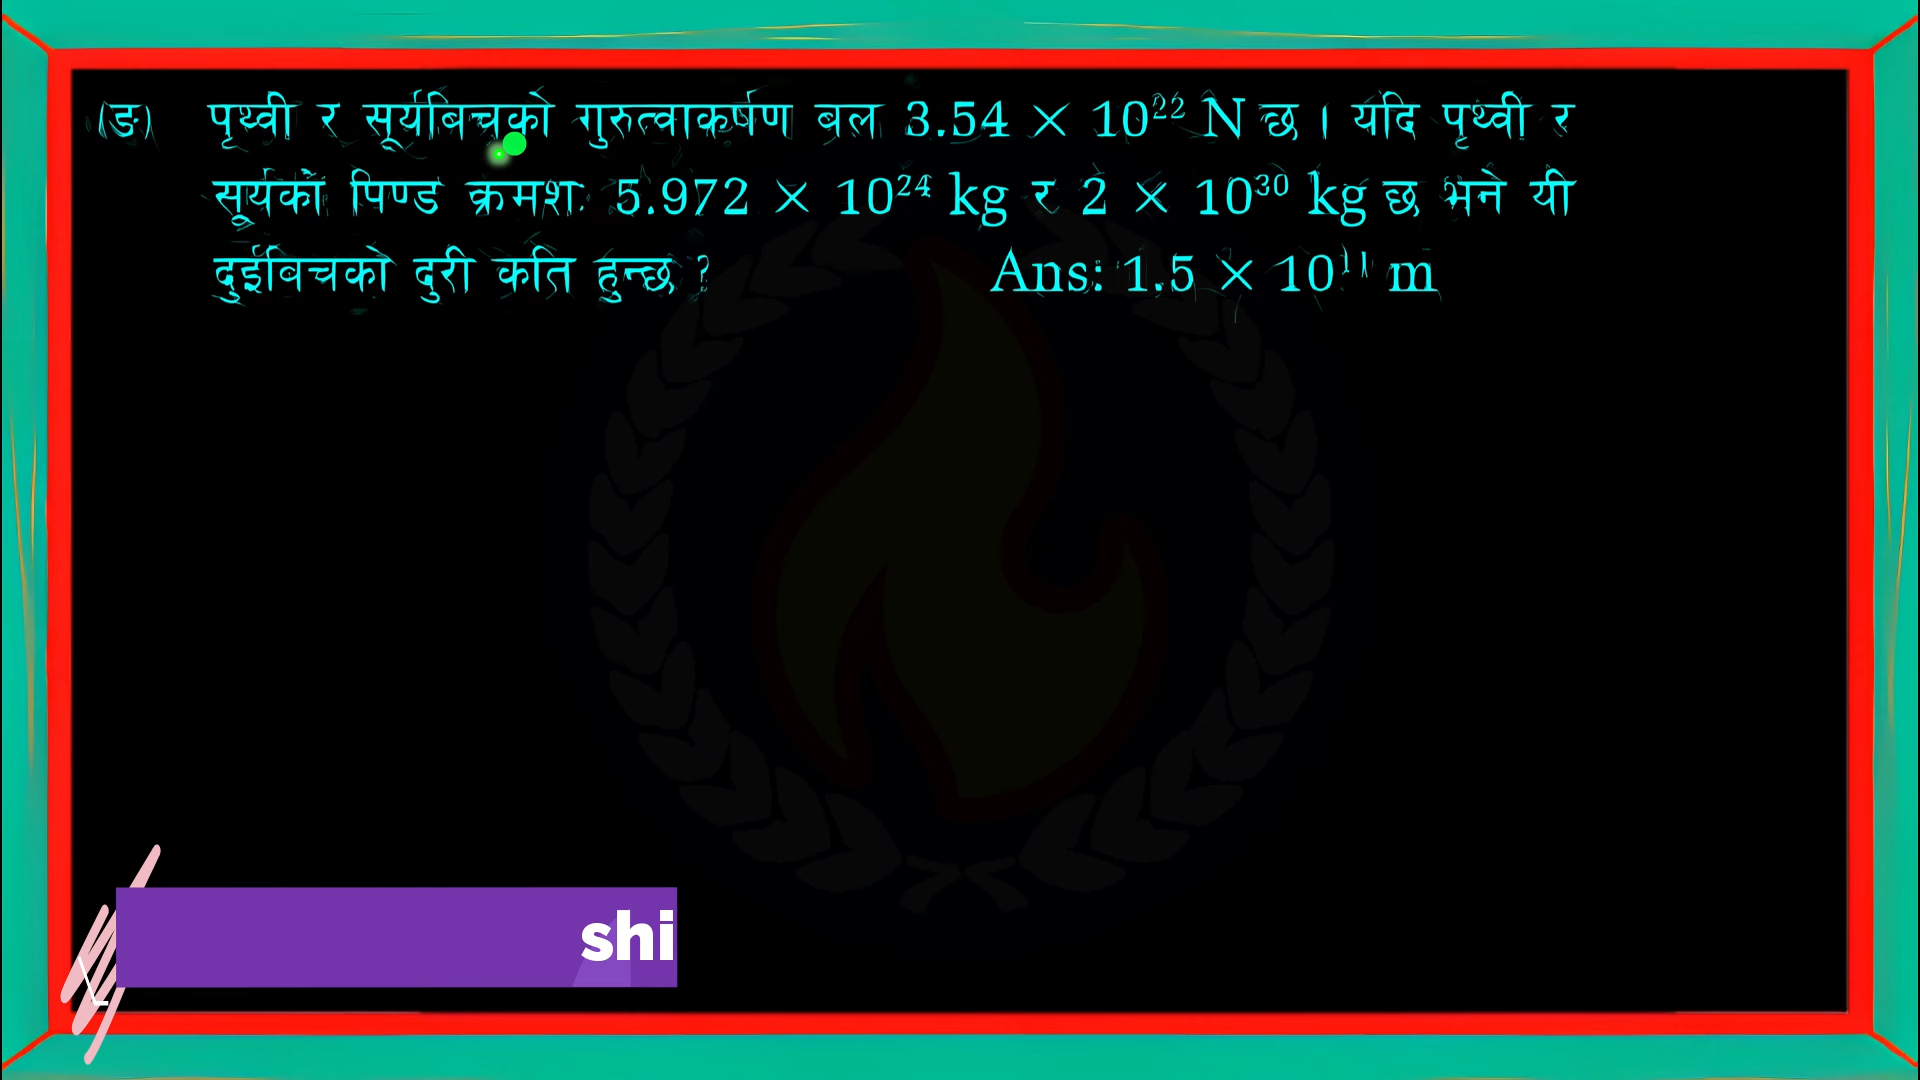 (ङ) पृथ्वी र सूर्यबिचको गुरुत्वाकर्षण बल 3.54 × 10²² N छ । यदि पृथ्वी र
सूर्यको पिण्ड क्रमशः 5.972 × 10²⁴ kg र 2 × 10³⁰ kg छ भने यी
दुईबिचको दुरी कति हुन्छ ? Ans: 1.5 × 10¹¹ m
shi